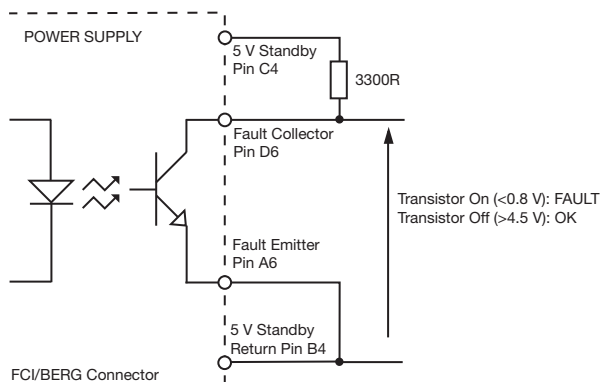 POWER SUPPLY
5 V Standby
Pin C4
3300R
Fault Collector
Pin D6
Transistor On (<0.8 V): FAULT
Transistor Off (>4.5 V): OK
Fault Emitter
Pin A6
5 V Standby
Return Pin B4
FCI/BERG Connector